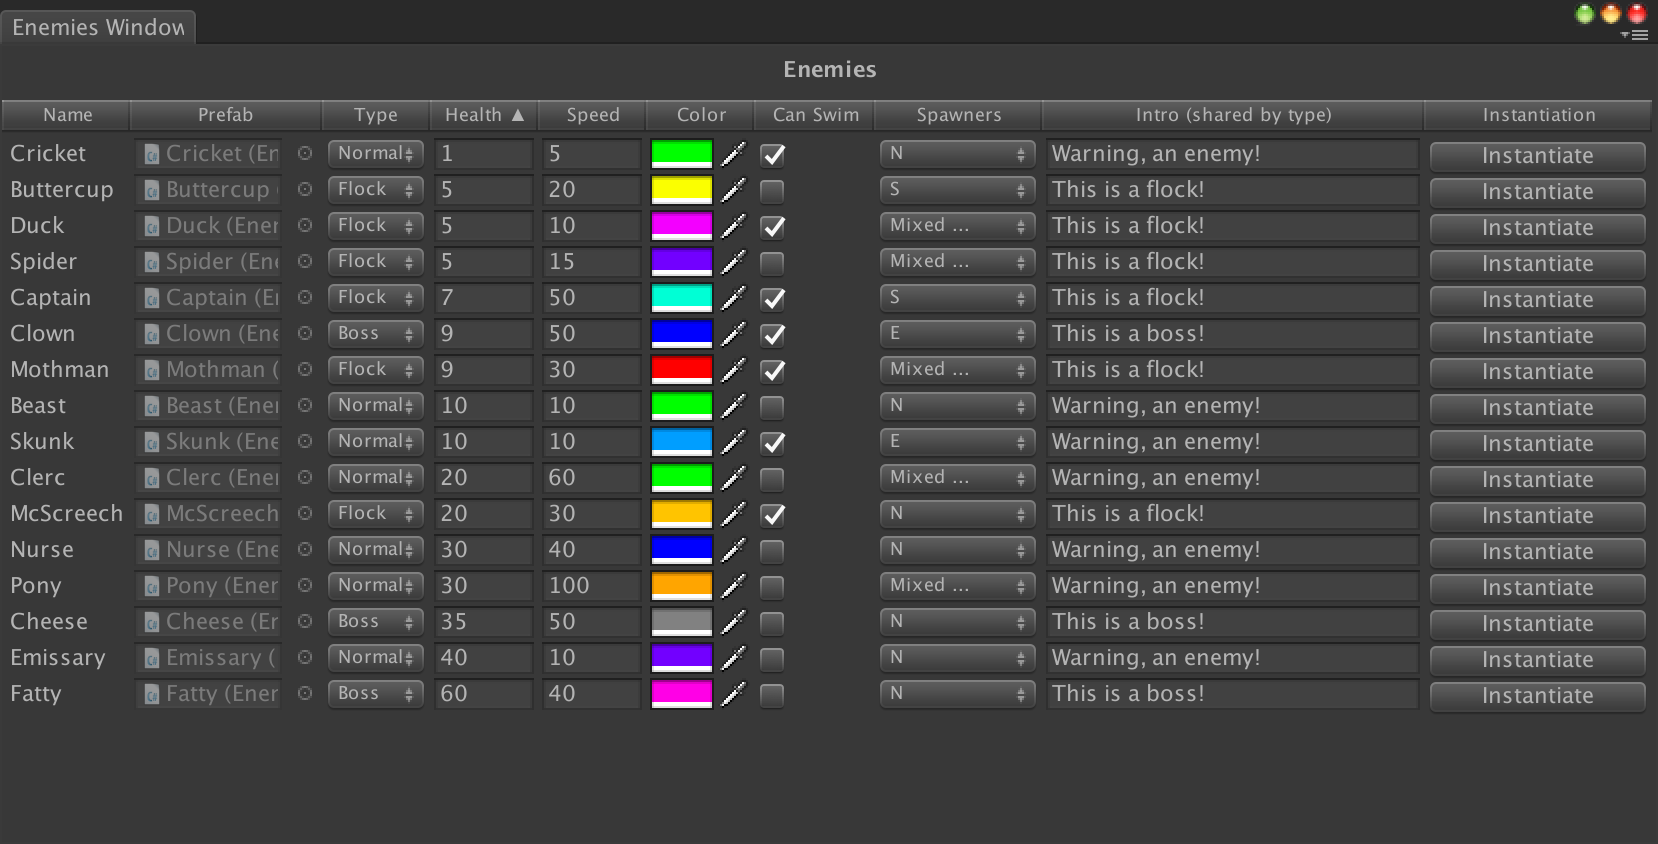 Enemies Window
Enemies
Name Prefab Type Health ▲ Speed Color Can Swim Spawners Intro (shared by type) Instantiation
Cricket Cricket (En Normal 1 5 N Warning, an enemy! Instantiate
Buttercup Buttercup Flock 5 20 S This is a flock! Instantiate
Duck Duck (Ener Flock 5 10 Mixed ... This is a flock! Instantiate
Spider Spider (Ene Flock 5 15 Mixed ... This is a flock! Instantiate
Captain Captain (E Flock 7 50 S This is a flock! Instantiate
Clown Clown (Ene Boss 9 50 E This is a boss! Instantiate
Mothman Mothman ( Flock 9 30 Mixed ... This is a flock! Instantiate
Beast Beast (Ener Normal 10 10 N Warning, an enemy! Instantiate
Skunk Skunk (Ene Normal 10 10 E Warning, an enemy! Instantiate
Clerc Clerc (Ener Normal 20 60 Mixed ... Warning, an enemy! Instantiate
McScreech McScreech Flock 20 30 N This is a flock! Instantiate
Nurse Nurse (Ene Normal 30 40 N Warning, an enemy! Instantiate
Pony Pony (Ener Normal 30 100 Mixed ... Warning, an enemy! Instantiate
Cheese Cheese (Er Boss 35 50 N This is a boss! Instantiate
Emissary Emissary ( Normal 40 10 N Warning, an enemy! Instantiate
Fatty Fatty (Ener Boss 60 40 N This is a boss! Instantiate